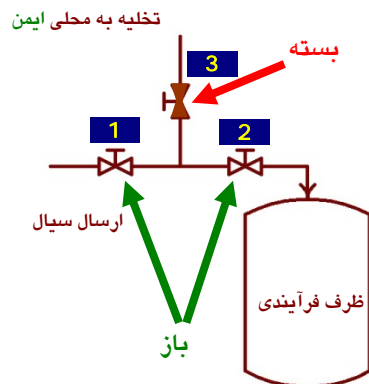 تخلیه به محلی ایمن
بسته
3
1
2
ارسال سیال
ظرف فرآیندی
باز